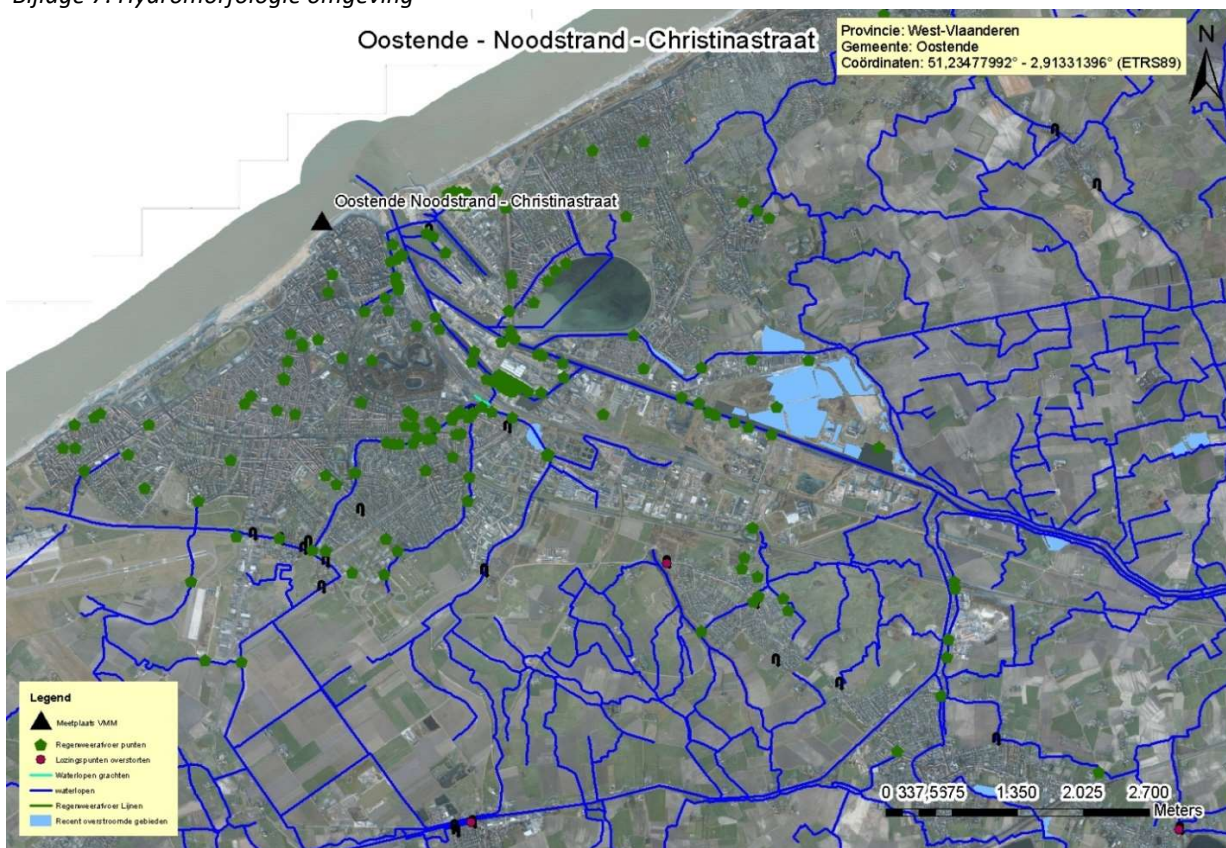 Bijlage 7: Hydromorfologie omgeving
Oostende - Noodstrand - Christinastraat
Provincie: West-Vlaanderen
Gemeente: Oostende
Coördinaten: 51,23477992° - 2,91331396° (ETRS89)
N
Oostende Noodstrand - Christinastraat
Legend
Meetplaats VMM
Regenweerafvoer punten
Lozingspunten overstorten
Waterlopen grachten
waterlopen
Regenweerafvoer Lijnen
Recent overstroomde gebieden
0 337,5675 1.350 2.025 2.700
Meters